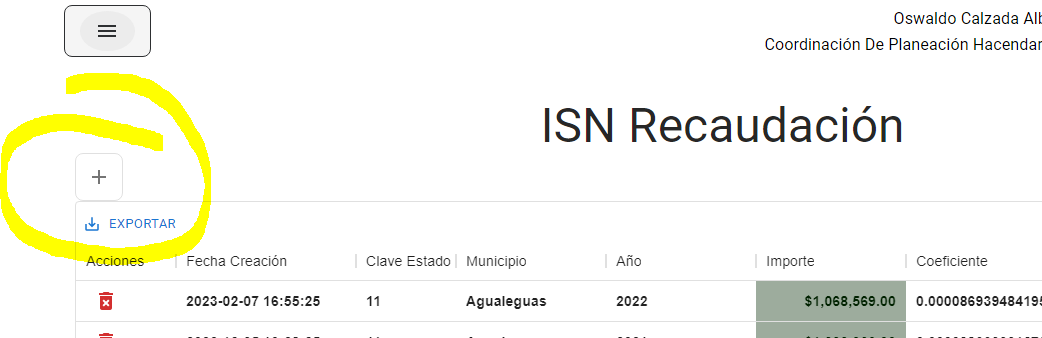 Oswaldo Calzada Alb
Coordinación De Planeación Hacendar
ISN Recaudación
EXPORTAR
Acciones Fecha Creación Clave Estado Municipio Año Importe Coeficiente
2023-02-07 16:55:25 11 Agualeguas 2022 $1,068,569.00 0.000086939484195